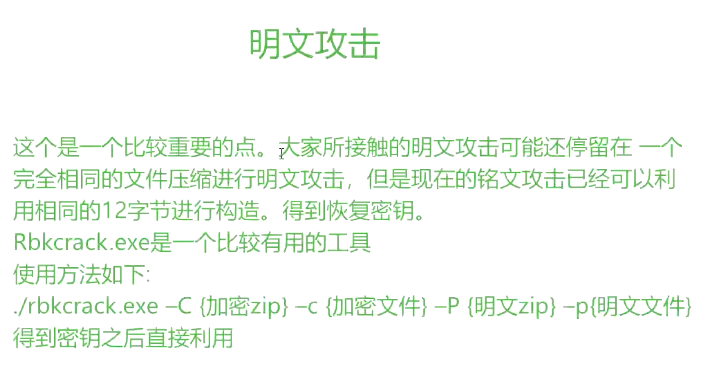 明文攻击
这个是一个比较重要的点。大家所接触的明文攻击可能还停留在 一个
完全相同的文件压缩进行明文攻击，但是现在的铭文攻击已经可以利
用相同的12字节进行构造。得到恢复密钥。
Rbkcrack.exe是一个比较有用的工具
使用方法如下:
./rbkcrack.exe –C {加密zip} –c {加密文件} –P {明文zip} –p{明文文件}
得到密钥之后直接利用